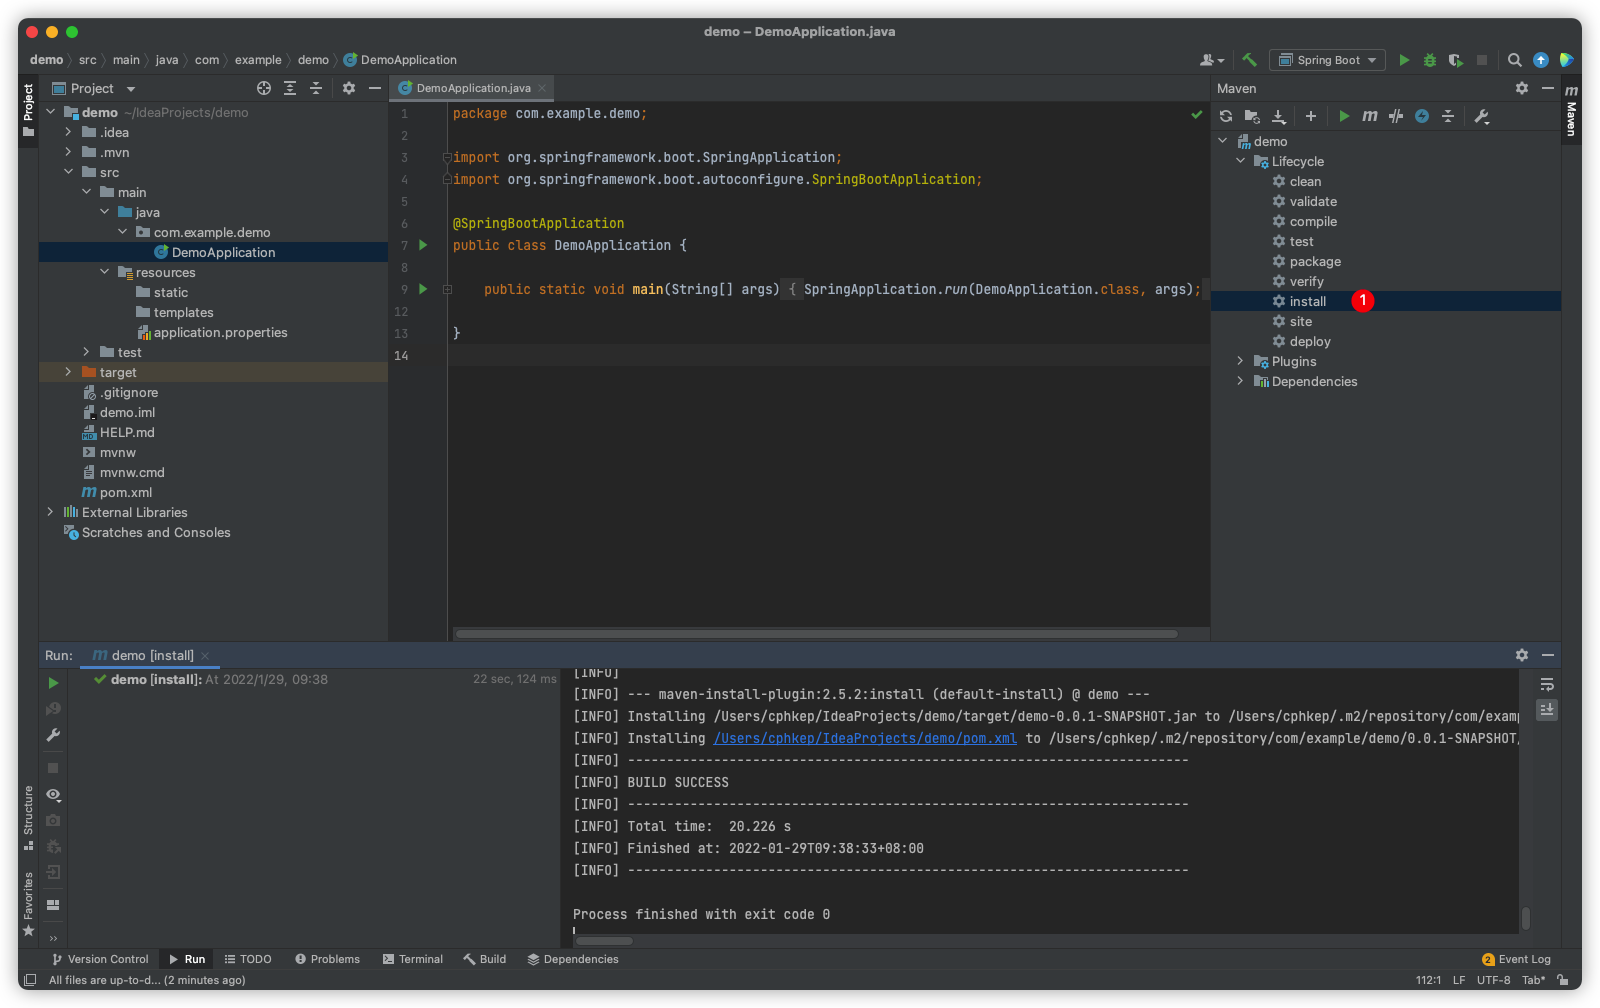 demo – DemoApplication.java
demo src main java com example demo DemoApplication
Spring Boot
Project
Project
demo ~/IdeaProjects/demo
.idea
.mvn
src
main
java
com.example.demo
DemoApplication
resources
static
templates
application.properties
test
target
.gitignore
demo.iml
HELP.md
mvnw
mvnw.cmd
pom.xml
External Libraries
Scratches and Consoles
DemoApplication.java
1 package com.example.demo;
2
3 import org.springframework.boot.SpringApplication;
4 import org.springframework.boot.autoconfigure.SpringBootApplication;
5
6 @SpringBootApplication
7 public class DemoApplication {
8
9 public static void main(String[] args) { SpringApplication.run(DemoApplication.class, args);
12
13 }
14
Maven
Maven
demo
Lifecycle
clean
validate
compile
test
package
verify
install 1
site
deploy
Plugins
Dependencies
Run: demo [install]
demo [install]: At 2022/1/29, 09:38 22 sec, 124 ms
[INFO]
[INFO] --- maven-install-plugin:2.5.2:install (default-install) @ demo ---
[INFO] Installing /Users/cphkep/IdeaProjects/demo/target/demo-0.0.1-SNAPSHOT.jar to /Users/cphkep/.m2/repository/com/exam
[INFO] Installing /Users/cphkep/IdeaProjects/demo/pom.xml to /Users/cphkep/.m2/repository/com/example/demo/0.0.1-SNAPSHOT/
[INFO] ------------------------------------------------------------------------
[INFO] BUILD SUCCESS
[INFO] ------------------------------------------------------------------------
[INFO] Total time:  20.226 s
[INFO] Finished at: 2022-01-29T09:38:33+08:00
[INFO] ------------------------------------------------------------------------
Process finished with exit code 0
Structure
Favorites
Version Control Run TODO Problems Terminal Build Dependencies 2 Event Log
All files are up-to-d... (2 minutes ago) 112:1 LF UTF-8 Tab*